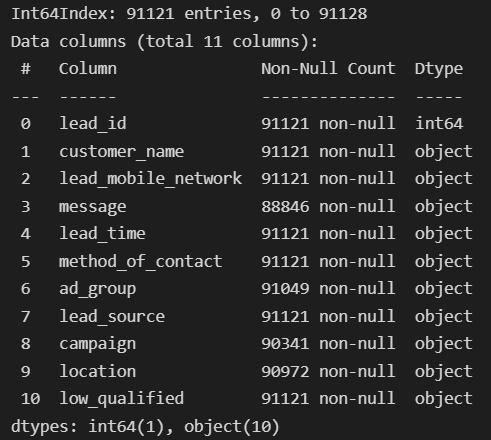 Int64Index: 91121 entries, 0 to 91128
Data columns (total 11 columns):
 #   Column               Non-Null Count  Dtype
---  ------               --------------  -----
 0   lead_id              91121 non-null  int64
 1   customer_name        91121 non-null  object
 2   lead_mobile_network  91121 non-null  object
 3   message              88846 non-null  object
 4   lead_time            91121 non-null  object
 5   method_of_contact    91121 non-null  object
 6   ad_group             91049 non-null  object
 7   lead_source          91121 non-null  object
 8   campaign             90341 non-null  object
 9   location             90972 non-null  object
 10  low_qualified        91121 non-null  object
dtypes: int64(1), object(10)